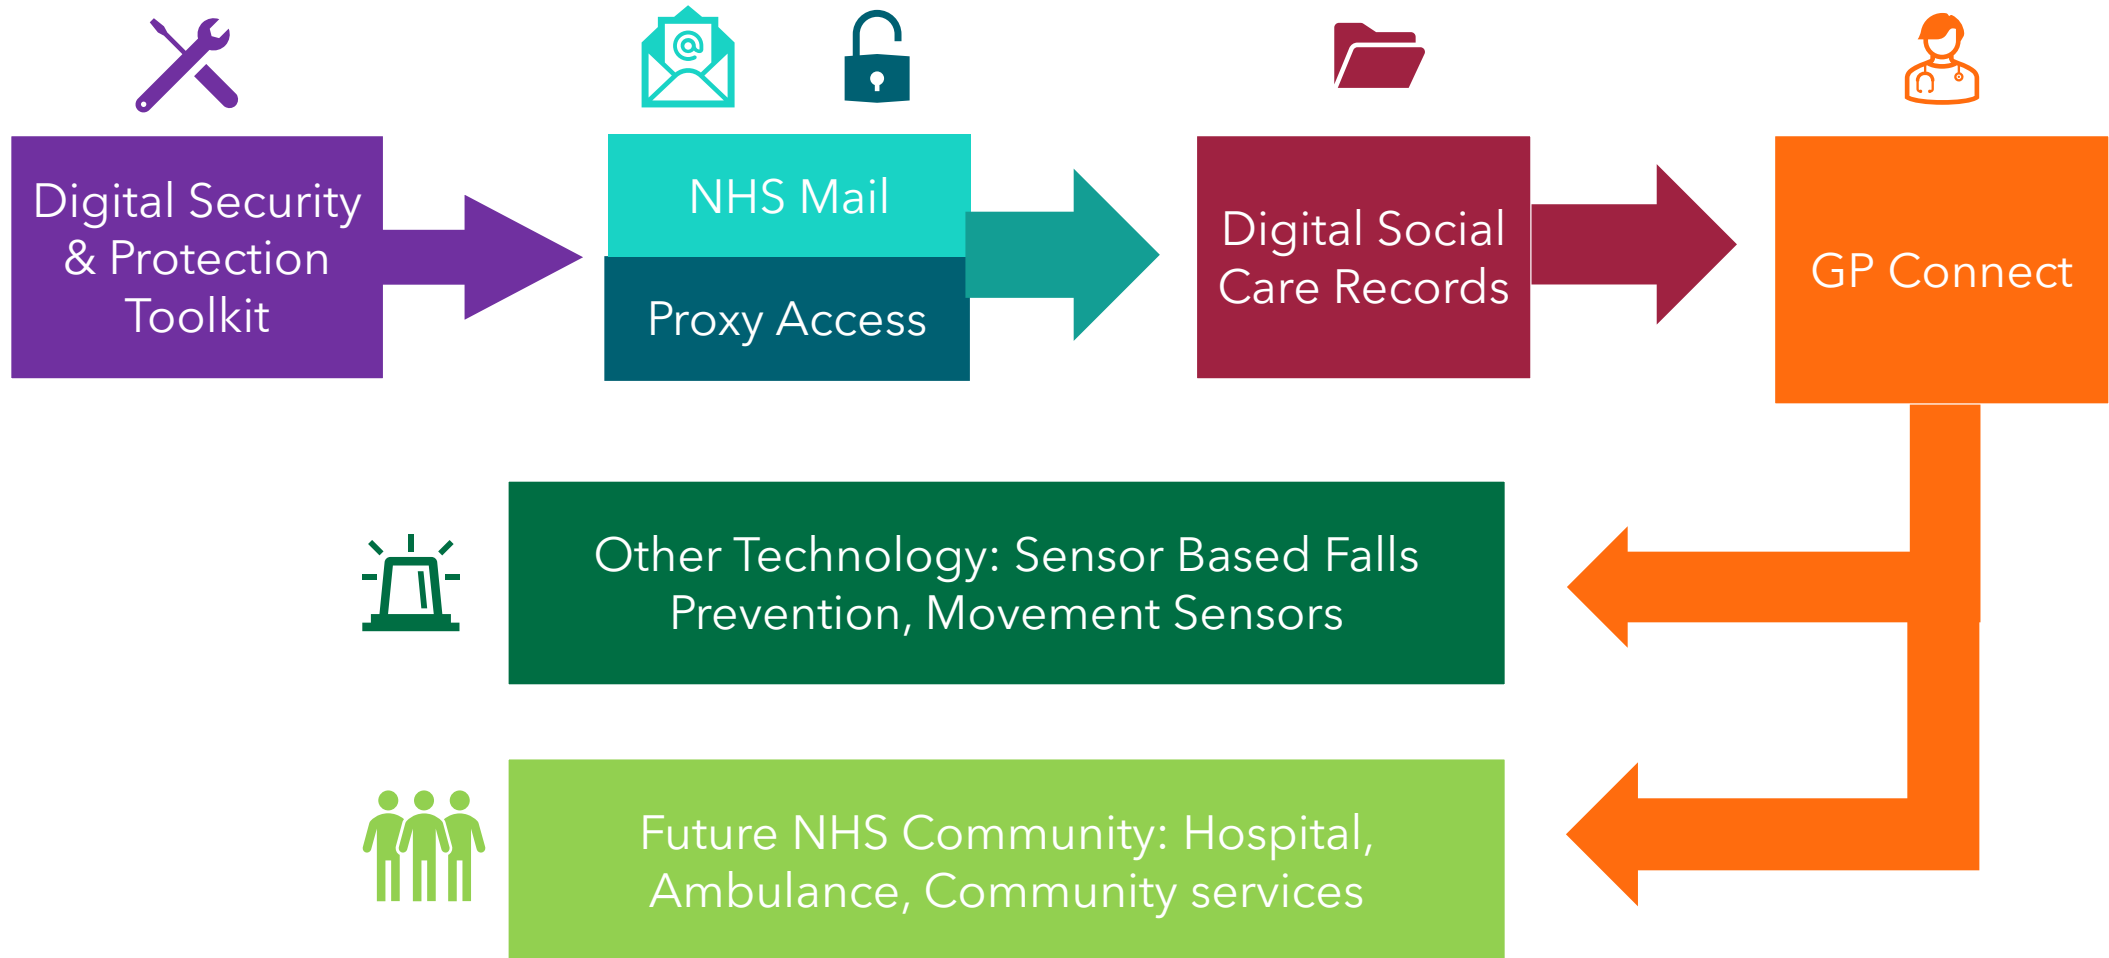 Digital Security
& Protection
Toolkit
NHS Mail
Proxy Access
Digital Social
Care Records
GP Connect
Other Technology: Sensor Based Falls
Prevention, Movement Sensors
Future NHS Community: Hospital,
Ambulance, Community services